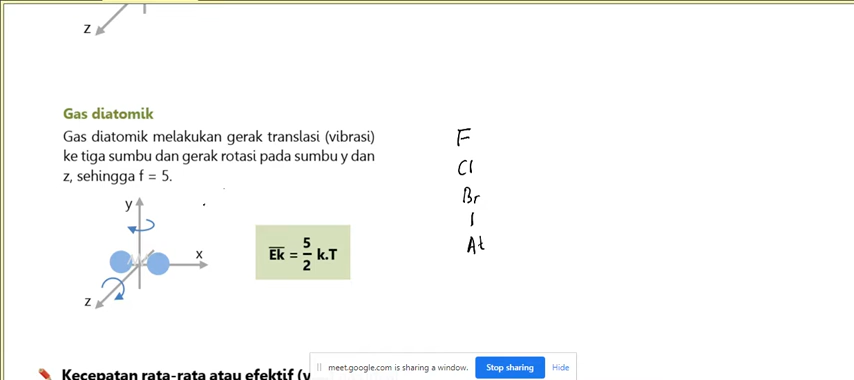 z
Gas diatomik
Gas diatomik melakukan gerak translasi (vibrasi)
ke tiga sumbu dan gerak rotasi pada sumbu y dan
z, sehingga f = 5.
y
x
z
Ek = 5/2 k.T
F
Cl
Br
I
At
Kecepatan rata-rata atau efektif (v
meet.google.com is sharing a window.
Stop sharing
Hide